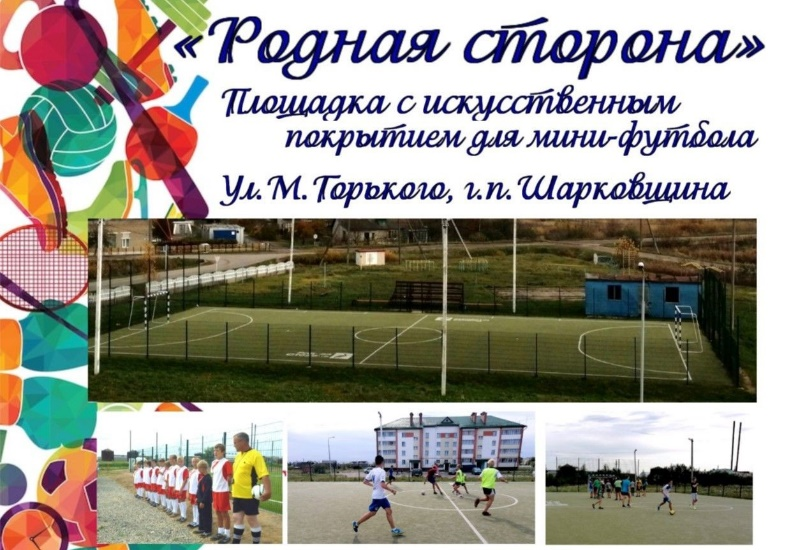 «Родная сторона»
Площадка с искусственным
покрытием для мини-футбола
Ул. М. Горького, г.п. Шарковщина